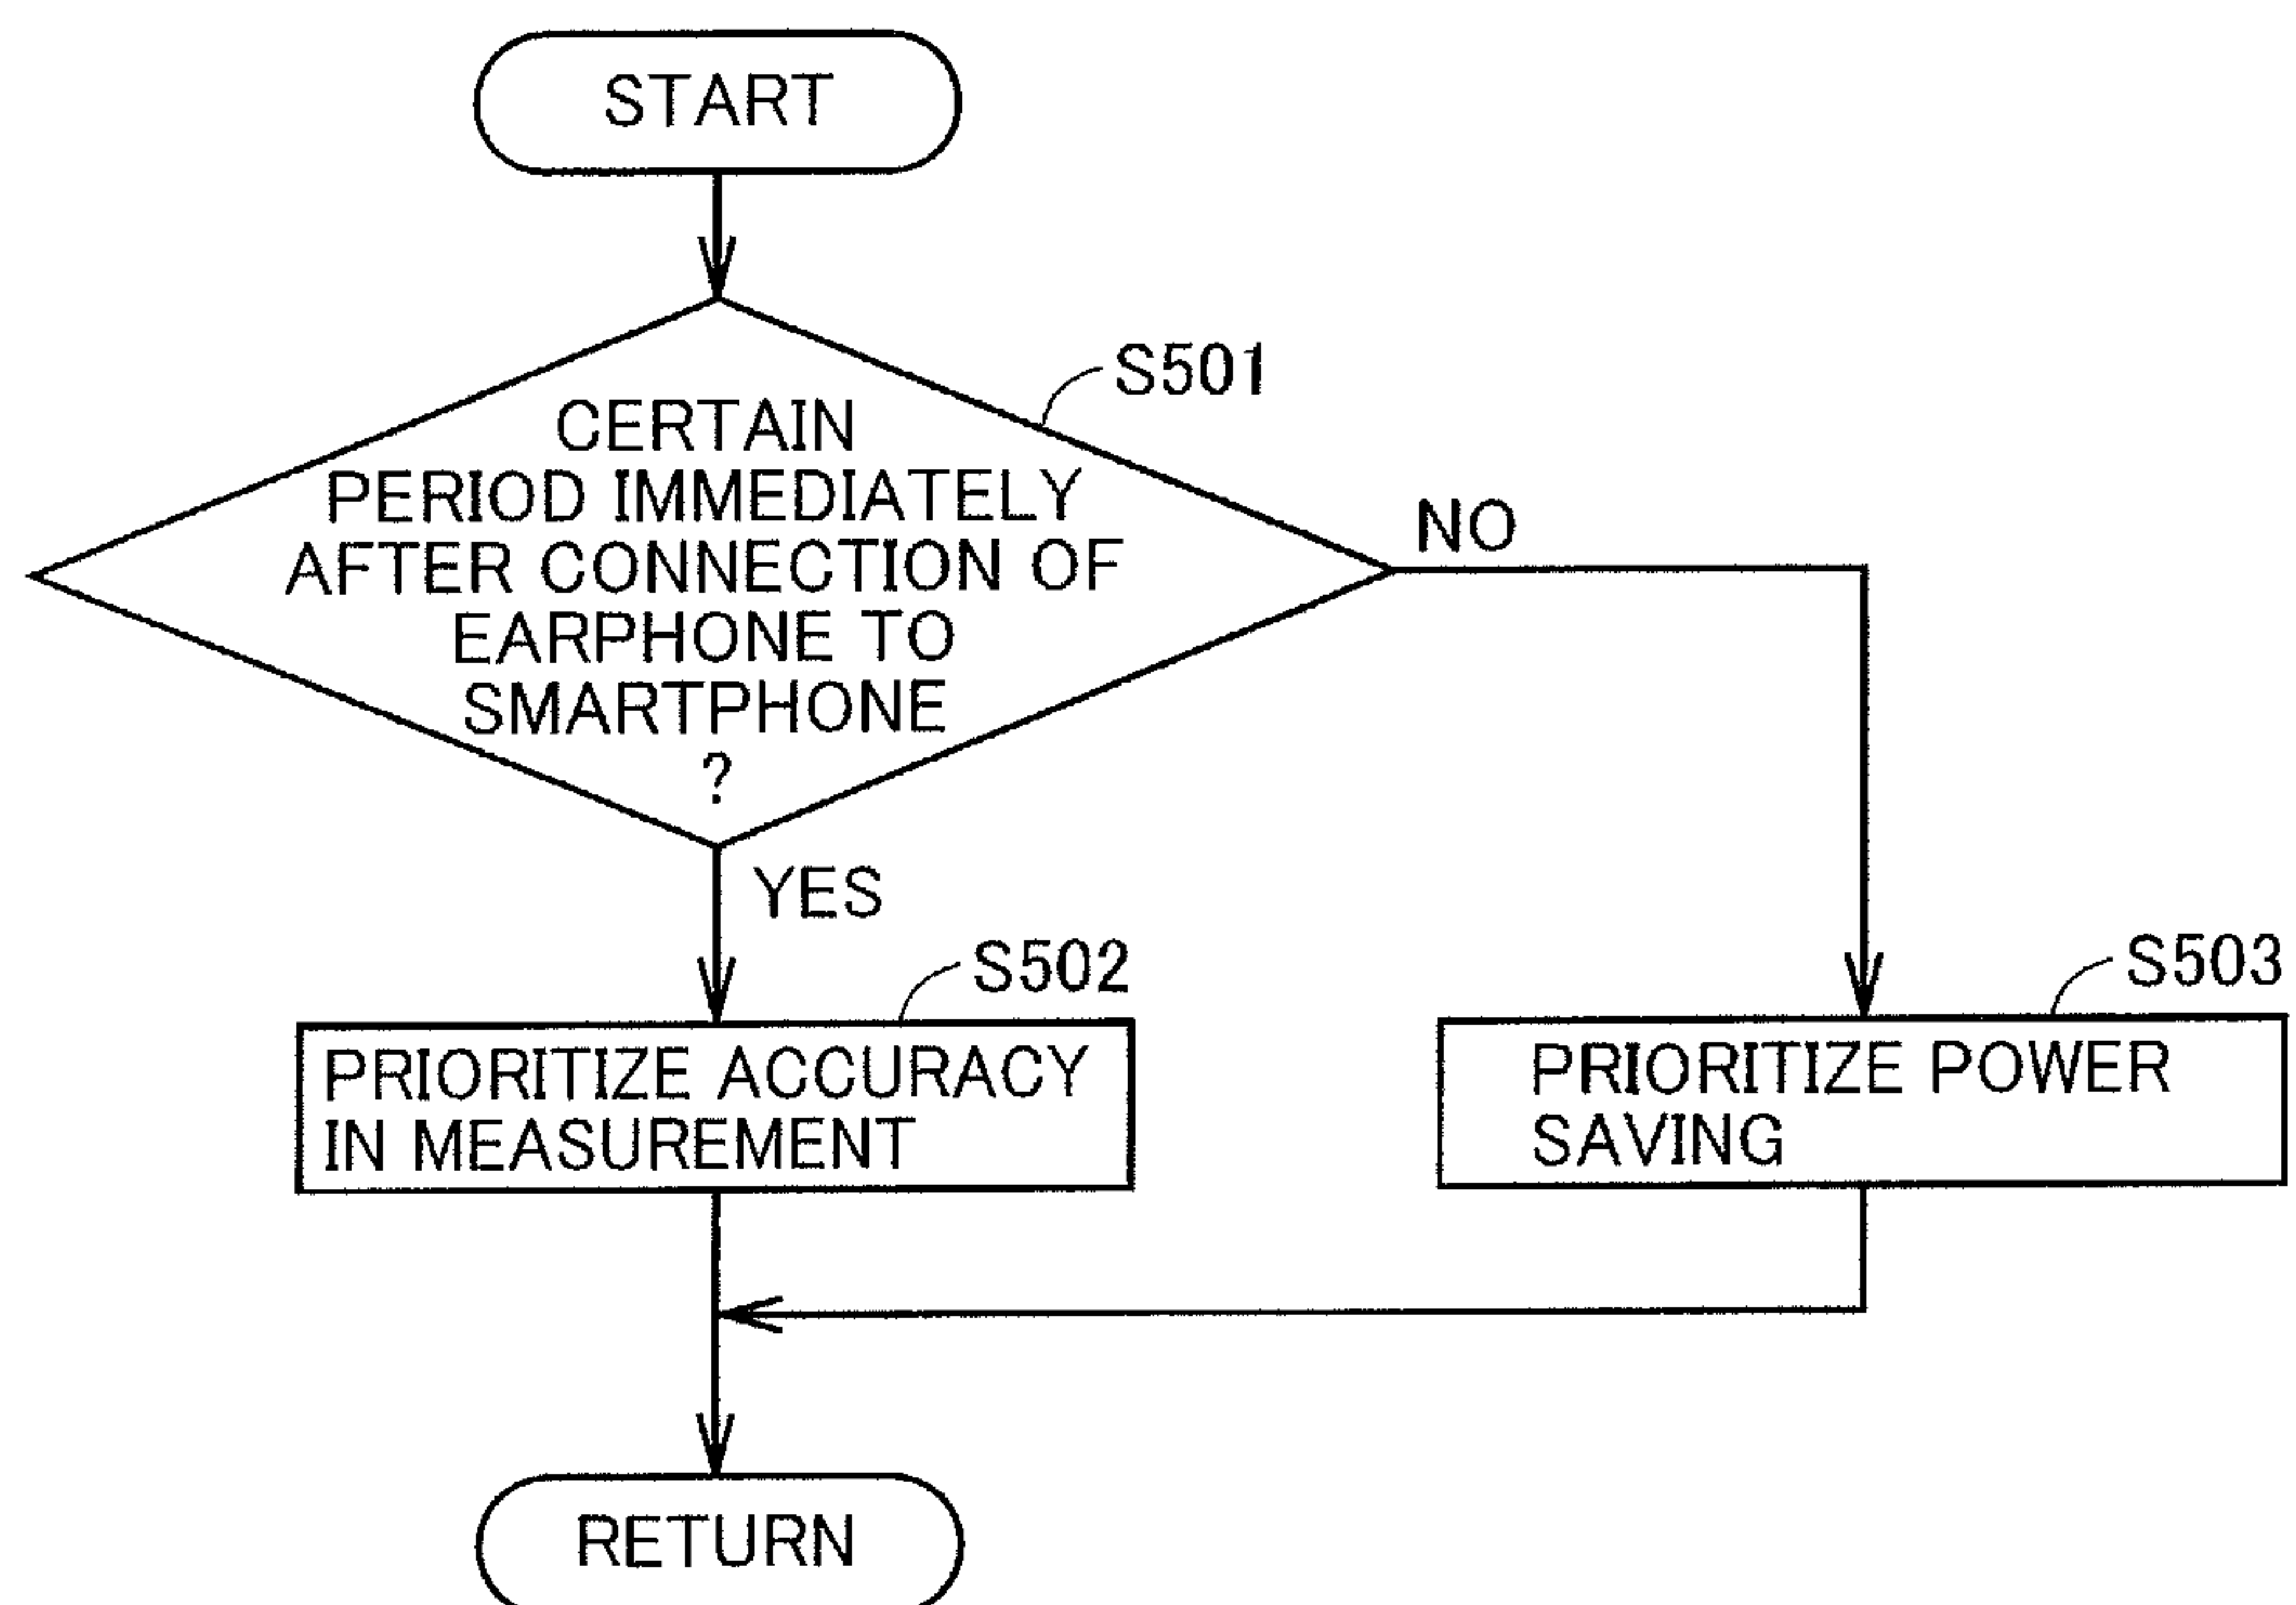 START
S501
CERTAIN
PERIOD IMMEDIATELY
AFTER CONNECTION OF
EARPHONE TO
SMARTPHONE
?
NO
YES
S502
PRIORITIZE ACCURACY
IN MEASUREMENT
S503
PRIORITIZE POWER
SAVING
RETURN